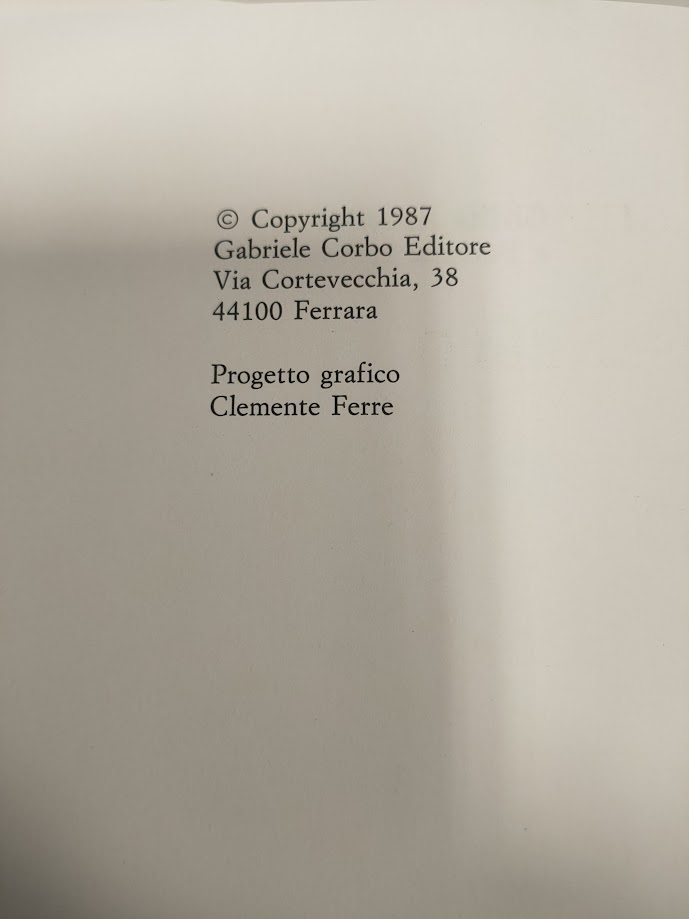 © Copyright 1987
Gabriele Corbo Editore
Via Cortevecchia, 38
44100 Ferrara
Progetto grafico
Clemente Ferre